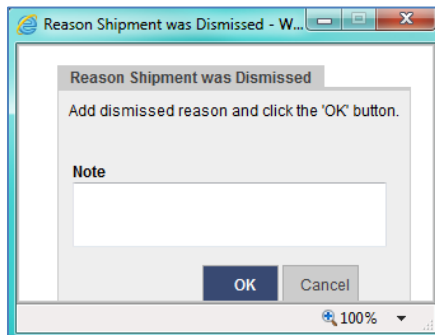 Reason Shipment was Dismissed - W...
Reason Shipment was Dismissed
Add dismissed reason and click the 'OK' button.
Note
OK Cancel
100%